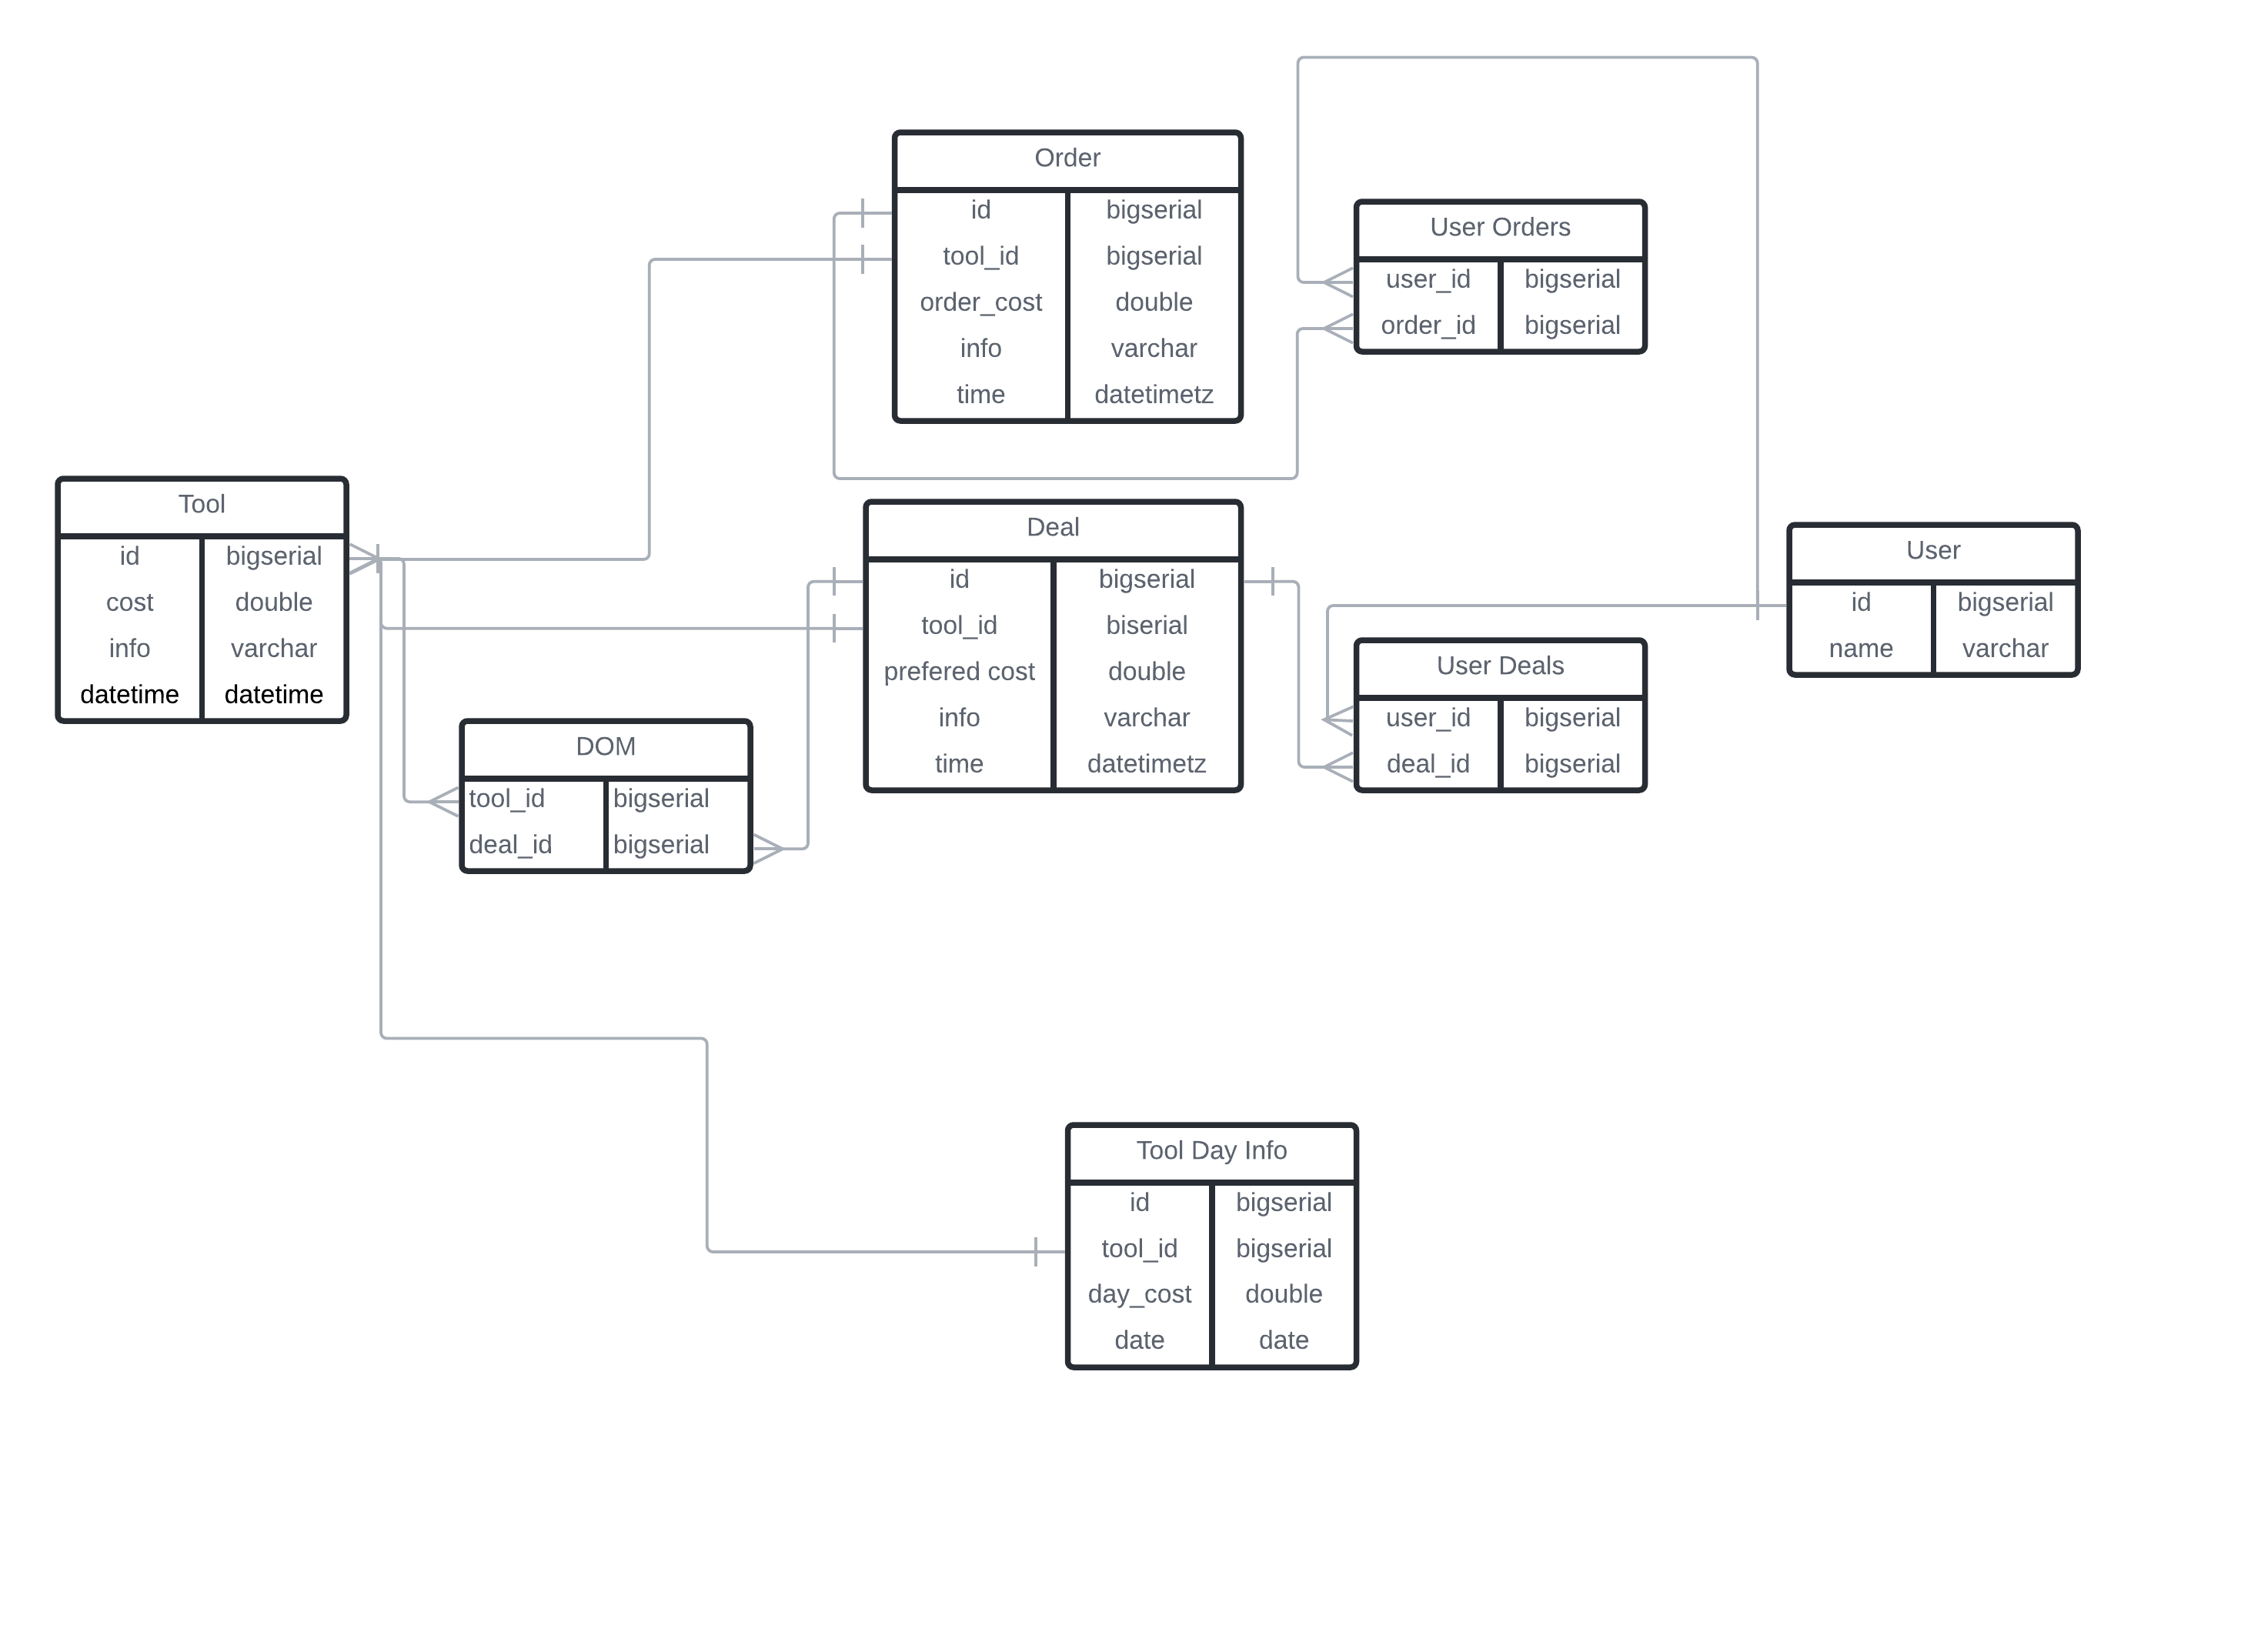 Order
id bigserial
tool_id bigserial
order_cost double
info varchar
time datetimetz
User Orders
user_id bigserial
order_id bigserial
Tool
id bigserial
cost double
info varchar
datetime datetime
Deal
id bigserial
tool_id biserial
prefered cost double
info varchar
time datetimetz
User
id bigserial
name varchar
User Deals
user_id bigserial
deal_id bigserial
DOM
tool_id bigserial
deal_id bigserial
Tool Day Info
id bigserial
tool_id bigserial
day_cost double
date date